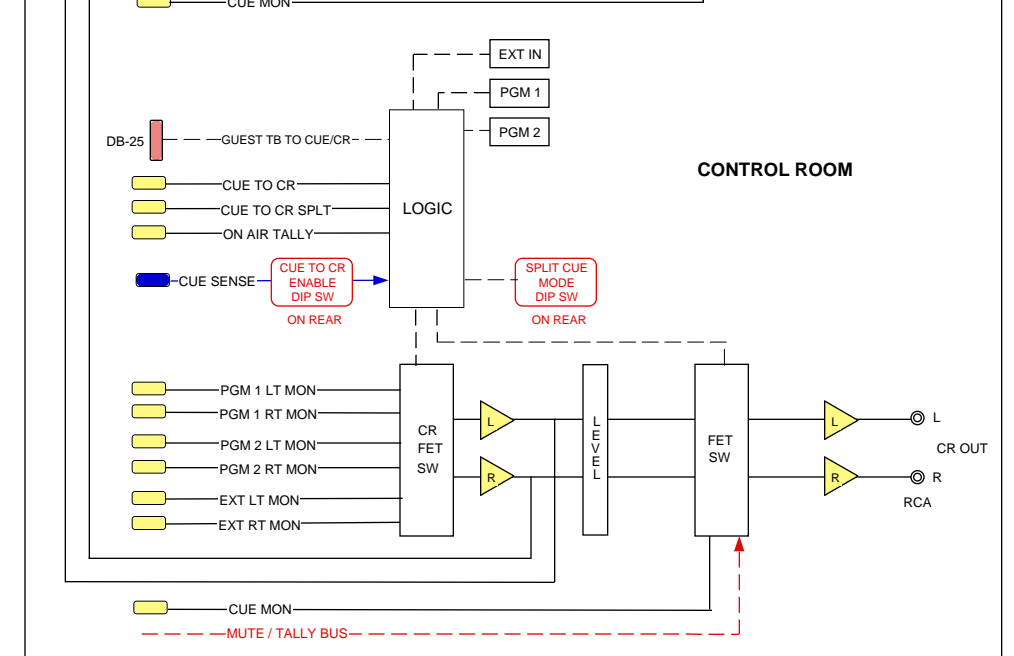 CUE MON
EXT IN
PGM 1
PGM 2
DB-25
GUEST TB TO CUE/CR
CONTROL ROOM
CUE TO CR
CUE TO CR SPLT
LOGIC
ON AIR TALLY
CUE SENSE
CUE TO CR
ENABLE
DIP SW
ON REAR
SPLIT CUE
MODE
DIP SW
ON REAR
PGM 1 LT MON
PGM 1 RT MON
PGM 2 LT MON
PGM 2 RT MON
EXT LT MON
EXT RT MON
CR
FET
SW
L
R
LEVEL
FET
SW
L
R
L
R
CR OUT
RCA
CUE MON
MUTE / TALLY BUS